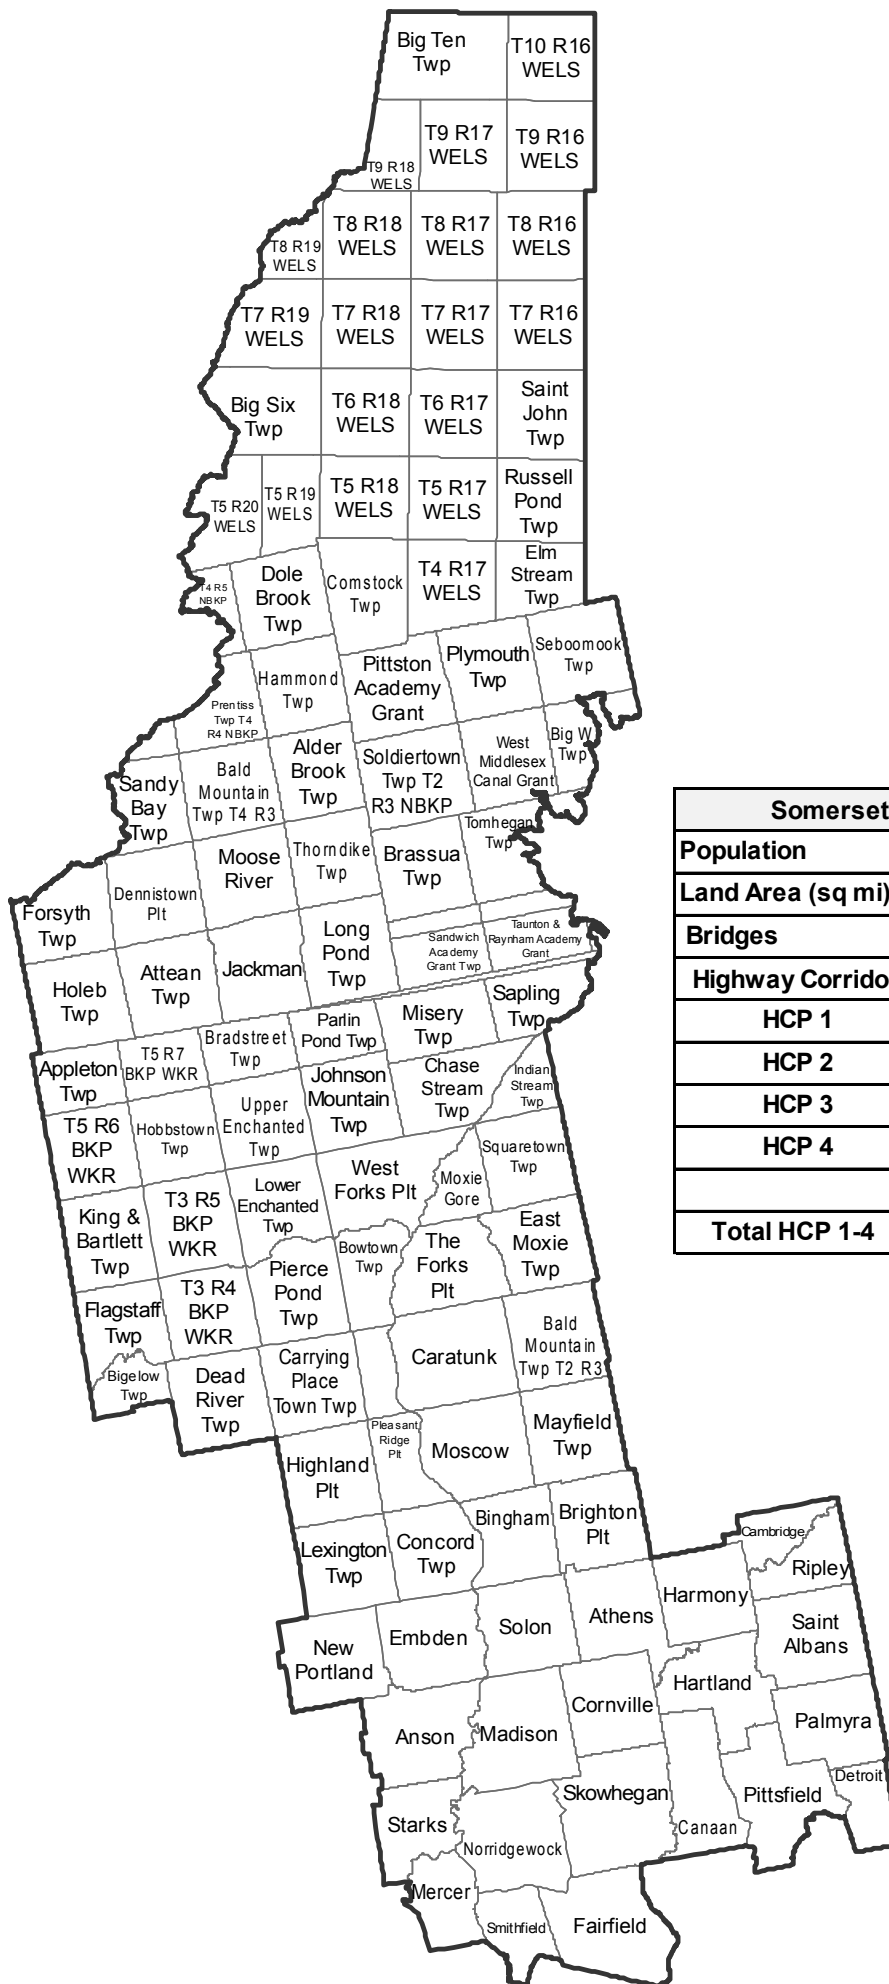 Big Ten
Twp
T10 R16
WELS
T9 R18
WELS
T9 R17
WELS
T9 R16
WELS
T8 R19
WELS
T8 R18
WELS
T8 R17
WELS
T8 R16
WELS
T7 R19
WELS
T7 R18
WELS
T7 R17
WELS
T7 R16
WELS
Big Six
Twp
T6 R18
WELS
T6 R17
WELS
Saint
John
Twp
T5 R20
WELS
T5 R19
WELS
T5 R18
WELS
T5 R17
WELS
Russell
Pond
Twp
T4 R5
NBKP
Dole
Brook
Twp
Comstock
Twp
T4 R17
WELS
Elm
Stream
Twp
Prentiss
Twp T4
R4 NBKP
Hammond
Twp
Pittston
Academy
Grant
Plymouth
Twp
Seboomook
Twp
Sandy
Bay
Twp
Bald
Mountain
Twp T4 R3
Alder
Brook
Twp
Soldiertown
Twp T2
R3 NBKP
West
Middlesex
Canal Grant
Big W
Twp
Forsyth
Twp
Dennistown
Plt
Moose
River
Thorndike
Twp
Brassua
Twp
Tomhegan
Twp
Holeb
Twp
Attean
Twp
Jackman
Long
Pond
Twp
Sandwich
Academy
Grant Twp
Taunton &
Raynham Academy
Grant
Appleton
Twp
T5 R7
BKP WKR
Bradstreet
Twp
Parlin
Pond Twp
Misery
Twp
Sapling
Twp
T5 R6
BKP
WKR
Hobbstown
Twp
Upper
Enchanted
Twp
Johnson
Mountain
Twp
Chase
Stream
Twp
Indian
Stream
Twp
King &
Bartlett
Twp
T3 R5
BKP
WKR
Lower
Enchanted
Twp
West
Forks Plt
Moxie
Gore
Squaretown
Twp
Flagstaff
Twp
T3 R4
BKP
WKR
Pierce
Pond
Twp
Bowtown
Twp
The
Forks
Plt
East
Moxie
Twp
Bigelow
Twp
Dead
River
Twp
Carrying
Place
Town Twp
Caratunk
Bald
Mountain
Twp T2 R3
Highland
Plt
Pleasant
Ridge
Plt
Moscow
Mayfield
Twp
Lexington
Twp
Concord
Twp
Bingham
Brighton
Plt
Cambridge
Ripley
New
Portland
Embden
Solon
Athens
Harmony
Saint
Albans
Anson
Madison
Cornville
Hartland
Palmyra
Starks
Norridgewock
Skowhegan
Canaan
Pittsfield
Detroit
Mercer
Smithfield
Fairfield
Somerset
Population
Land Area (sq mi)
Bridges
Highway Corrido
HCP 1
HCP 2
HCP 3
HCP 4
Total HCP 1-4